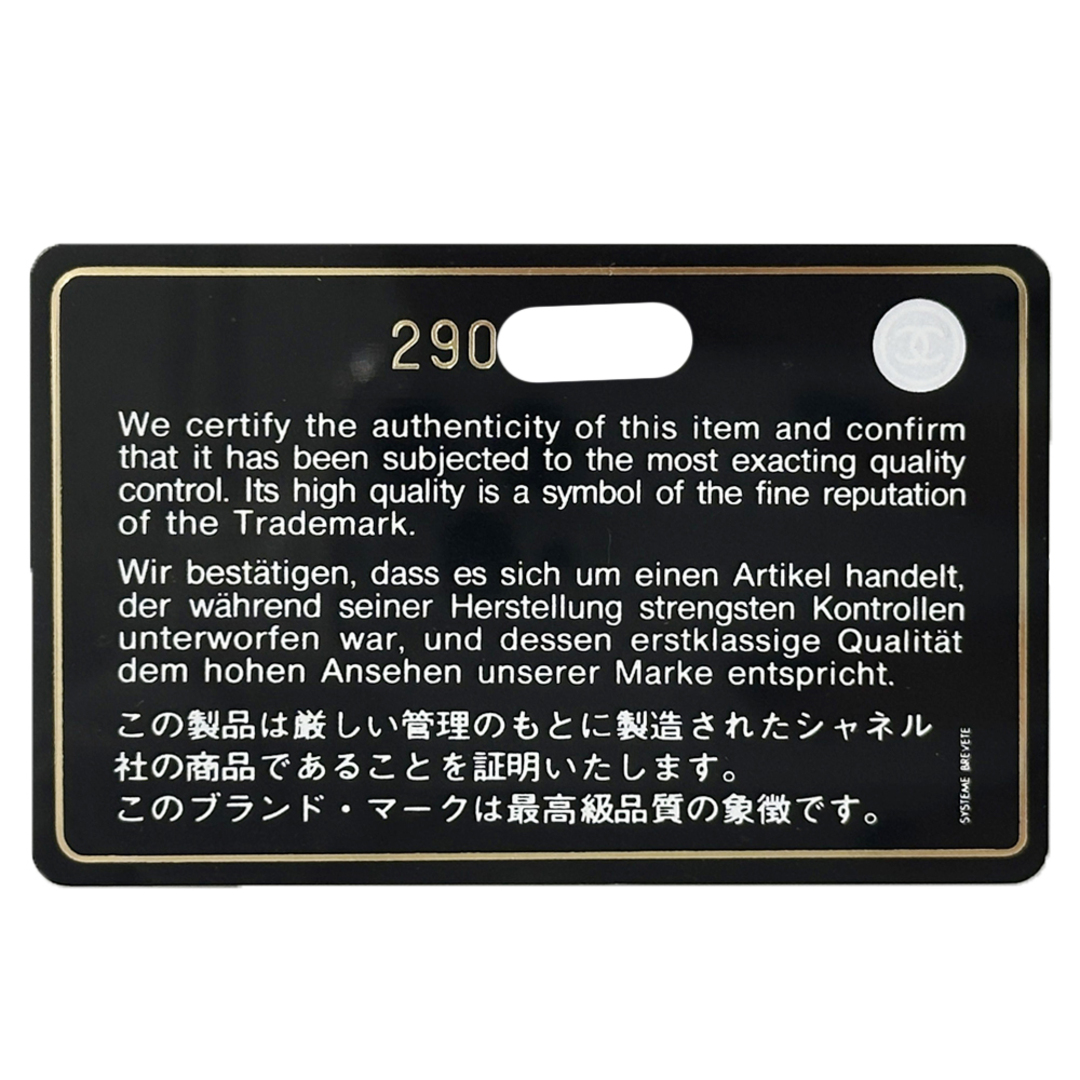 290
We certify the authenticity of this item and confirm
that it has been subjected to the most exacting quality
control. Its high quality is a symbol of the fine reputation
of the Trademark.
Wir bestätigen, dass es sich um einen Artikel handelt,
der während seiner Herstellung strengsten Kontrollen
unterworfen war, und dessen erstklassige Qualität
dem hohen Ansehen unserer Marke entspricht.
この製品は厳しい管理のもとに製造されたシャネル
社の商品であることを証明いたします。
このブランド・マークは最高級品質の象徴です。
SYSTEME BREVETE